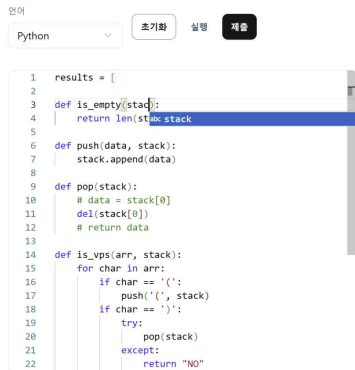 언어
Python
초기화 실행 제출
1 results = [
2
3 def is_empty(stac):
4 return len(st abc stack
5
6 def push(data, stack):
7 stack.append(data)
8
9 def pop(stack):
10 # data = stack[0]
11 del(stack[0])
12 # return data
13
14 def is_vps(arr, stack):
15 for char in arr:
16 if char == '(':
17 push('(', stack)
18 if char == ')':
19 try:
20 pop(stack)
21 except:
22 return "NO"